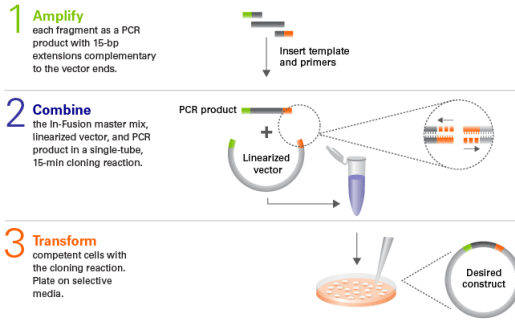 1 Amplify
each fragment as a PCR
product with 15-bp
extensions complementary
to the vector ends.
Insert template
and primers
2 Combine
the In-Fusion master mix,
linearized vector, and PCR
product in a single-tube,
15-min cloning reaction.
PCR product
+
Linearized
vector
3 Transform
competent cells with
the cloning reaction.
Plate on selective
media.
Desired
construct